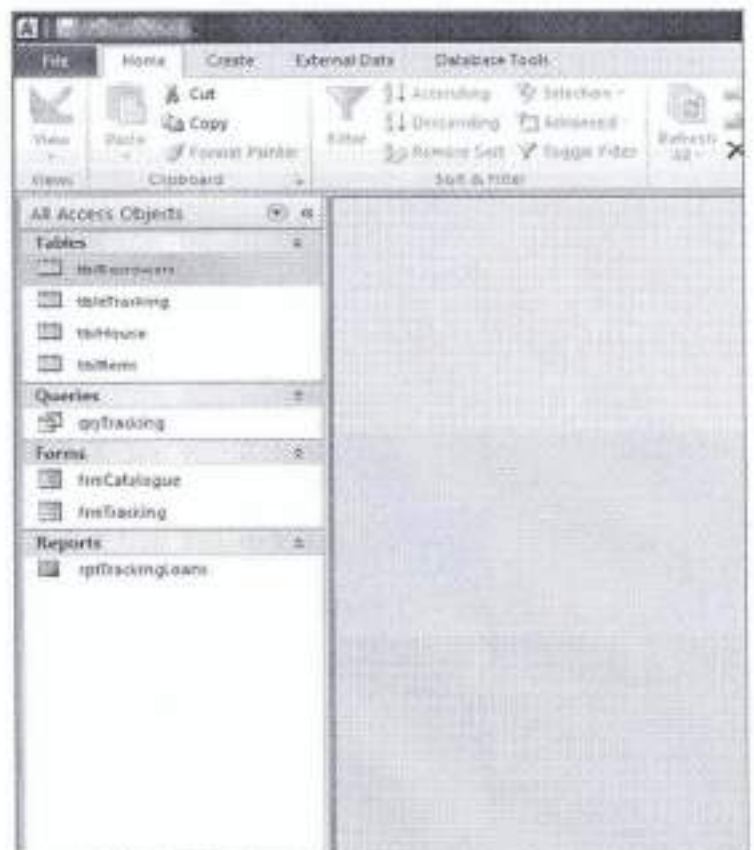 File Home Create External Data Database Tools
Cut
Copy
Format Painter
View
Paste
Filter
Ascending
Descending
Remove Sort
Selection
Advanced
Toggle Filter
Refresh
All
Views Clipboard Sort & Filter
All Access Objects
Tables
tblBorrowers
tbleTracking
tblHouse
tblItems
Queries
qryTracking
Forms
frmCatalogue
frmTracking
Reports
rptTrackingLoans